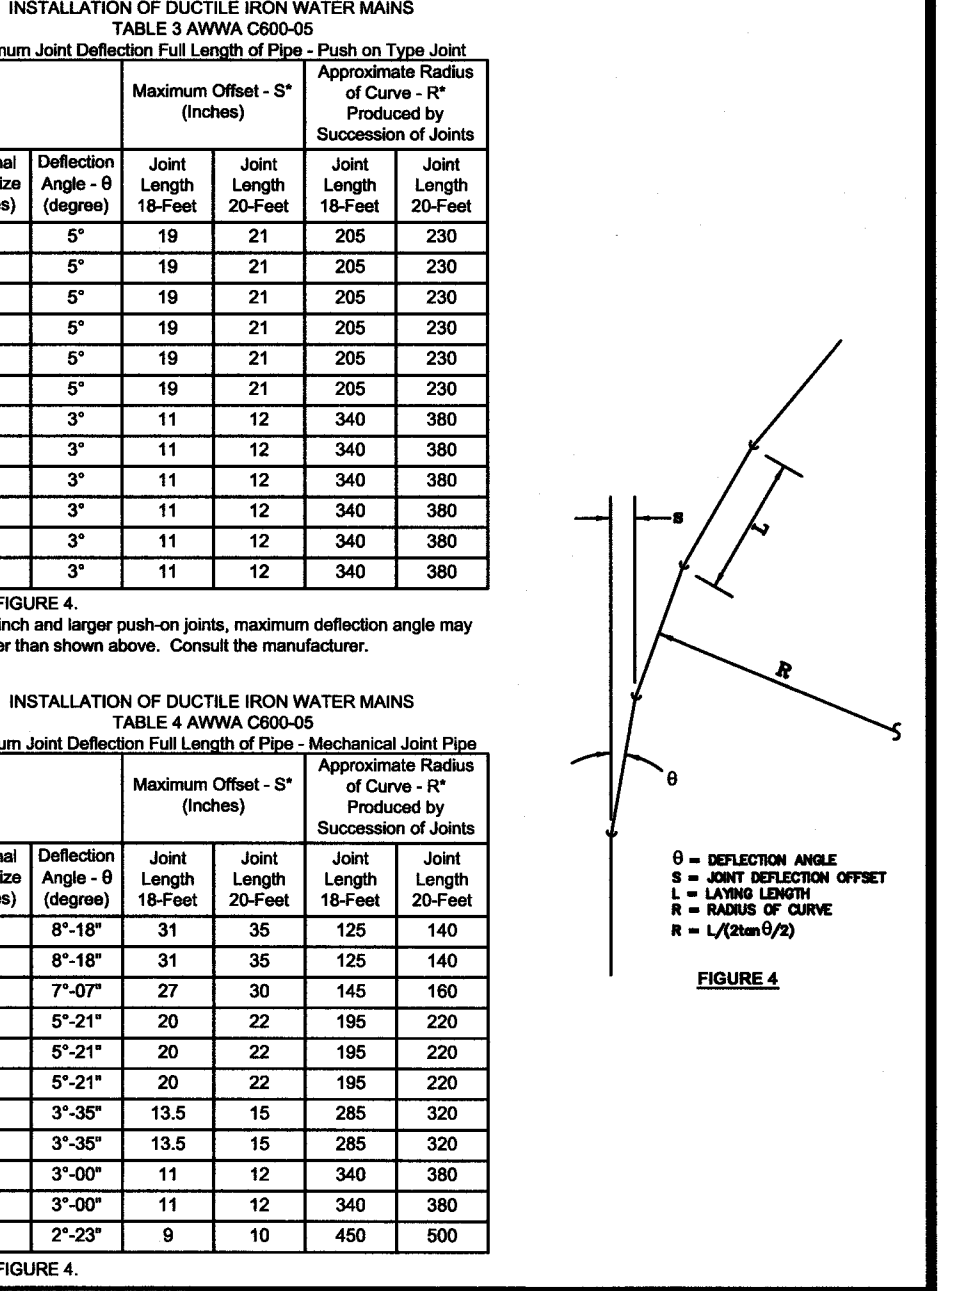 INSTALLATION OF DUCTILE IRON WATER MAINS
TABLE 3 AWWA C600-05
num Joint Deflection Full Length of Pipe - Push on Type Joint
Maximum Offset - S* (Inches) Approximate Radius of Curve - R* Produced by Succession of Joints
nal ize s) Deflection Angle - θ (degree) Joint Length 18-Feet Joint Length 20-Feet Joint Length 18-Feet Joint Length 20-Feet
5° 19 21 205 230
5° 19 21 205 230
5° 19 21 205 230
5° 19 21 205 230
5° 19 21 205 230
5° 19 21 205 230
3° 11 12 340 380
3° 11 12 340 380
3° 11 12 340 380
3° 11 12 340 380
3° 11 12 340 380
3° 11 12 340 380
FIGURE 4.
inch and larger push-on joints, maximum deflection angle may
er than shown above. Consult the manufacturer.
INSTALLATION OF DUCTILE IRON WATER MAINS
TABLE 4 AWWA C600-05
um Joint Deflection Full Length of Pipe - Mechanical Joint Pipe
Maximum Offset - S* (Inches) Approximate Radius of Curve - R* Produced by Succession of Joints
nal ize s) Deflection Angle - θ (degree) Joint Length 18-Feet Joint Length 20-Feet Joint Length 18-Feet Joint Length 20-Feet
8°-18" 31 35 125 140
8°-18" 31 35 125 140
7°-07" 27 30 145 160
5°-21" 20 22 195 220
5°-21" 20 22 195 220
5°-21" 20 22 195 220
3°-35" 13.5 15 285 320
3°-35" 13.5 15 285 320
3°-00" 11 12 340 380
3°-00" 11 12 340 380
2°-23" 9 10 450 500
FIGURE 4.
L
S
R
θ
θ = DEFLECTION ANGLE
S = JOINT DEFLECTION OFFSET
L = LAYING LENGTH
R = RADIUS OF CURVE
R = L/(2tanθ/2)
FIGURE 4